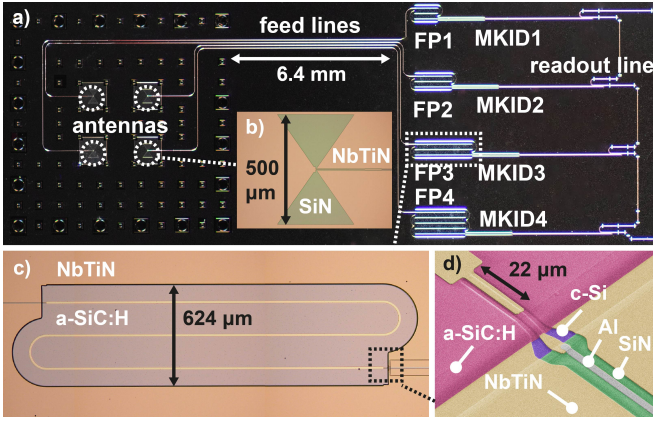 a)
feed lines
6.4 mm
antennas
FP1 MKID1
readout line
FP2 MKID2
FP3 MKID3
FP4
MKID4
b)
500
µm
NbTiN
SiN
c)
NbTiN
a-SiC:H
624 µm
d)
22 µm
c-Si
a-SiC:H
Al
SiN
NbTiN